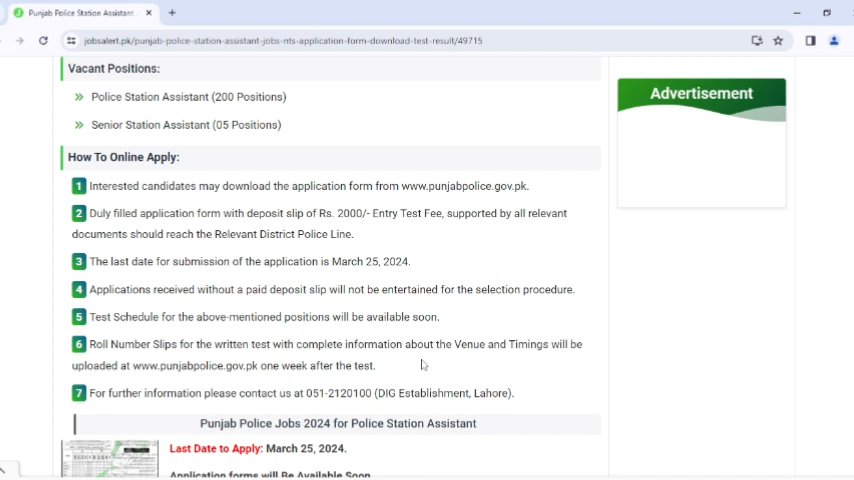 Punjab Police Station Assistant
jobsalert.pk/punjab-police-station-assistant-jobs-nts-application-form-download-test-result/49715
Vacant Positions:
Police Station Assistant (200 Positions)
Senior Station Assistant (05 Positions)
Advertisement
How To Online Apply:
1 Interested candidates may download the application form from www.punjabpolice.gov.pk.
2 Duly filled application form with deposit slip of Rs. 2000/- Entry Test Fee, supported by all relevant
documents should reach the Relevant District Police Line.
3 The last date for submission of the application is March 25, 2024.
4 Applications received without a paid deposit slip will not be entertained for the selection procedure.
5 Test Schedule for the above-mentioned positions will be available soon.
6 Roll Number Slips for the written test with complete information about the Venue and Timings will be
uploaded at www.punjabpolice.gov.pk one week after the test.
7 For further information please contact us at 051-2120100 (DIG Establishment, Lahore).
Punjab Police Jobs 2024 for Police Station Assistant
Last Date to Apply: March 25, 2024.
Application forms will Be Available Soon